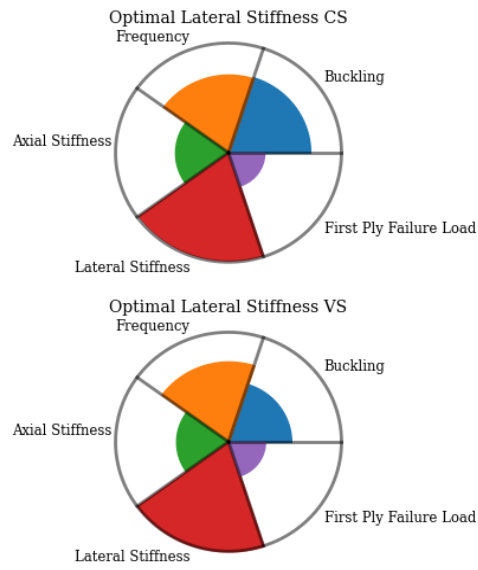 Optimal Lateral Stiffness CS
Frequency
Buckling
Axial Stiffness
First Ply Failure Load
Lateral Stiffness
Optimal Lateral Stiffness VS
Frequency
Buckling
Axial Stiffness
First Ply Failure Load
Lateral Stiffness